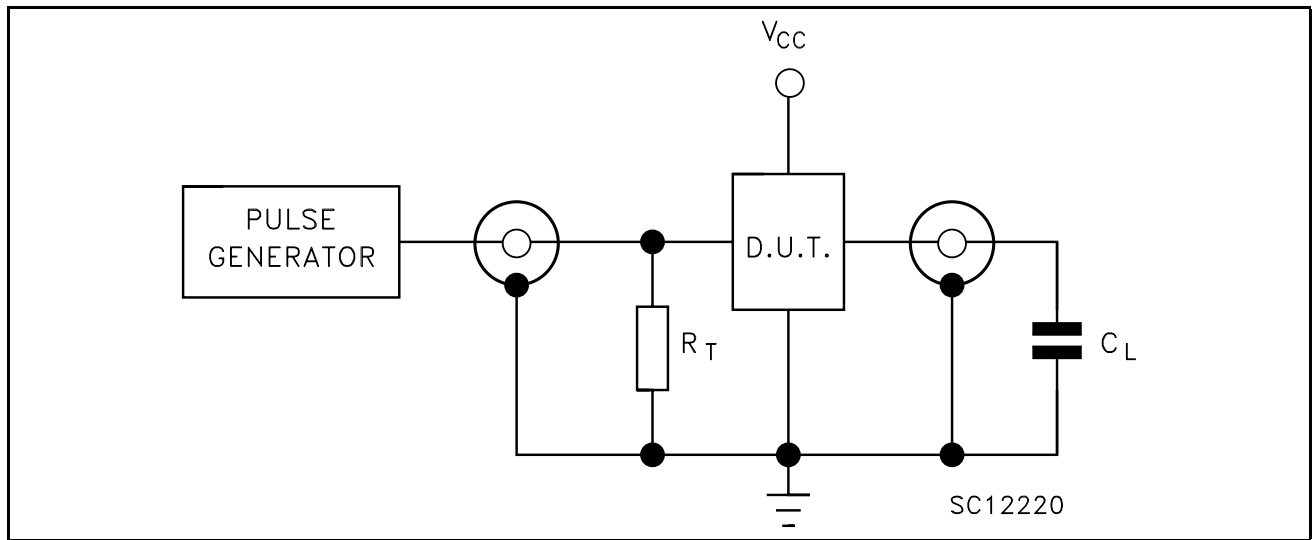 VCC
PULSE
GENERATOR
D.U.T.
RT
CL
SC12220